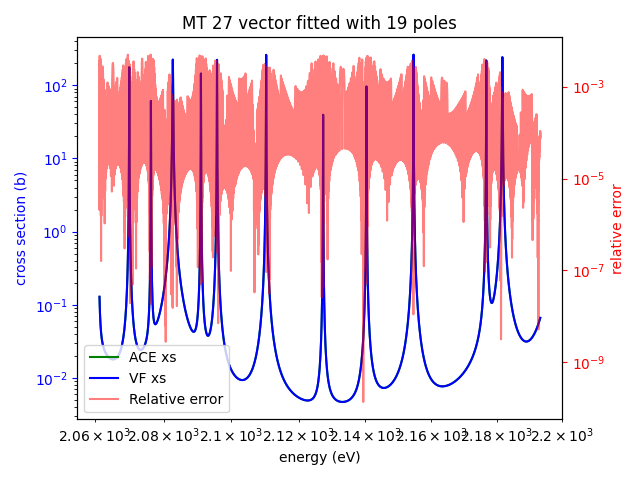 MT 27 vector fitted with 19 poles
cross section (b)
10²
10¹
10⁰
10⁻¹
10⁻²
10⁻³
10⁻⁵
10⁻⁷
10⁻⁹
relative error
ACE xs
VF xs
Relative error
2.06 × 10³ 2.08 × 10³ 2.1 × 10³ 2.12 × 10³ 2.14 × 10³ 2.16 × 10³ 2.18 × 10³ 2.2 × 10³
energy (eV)